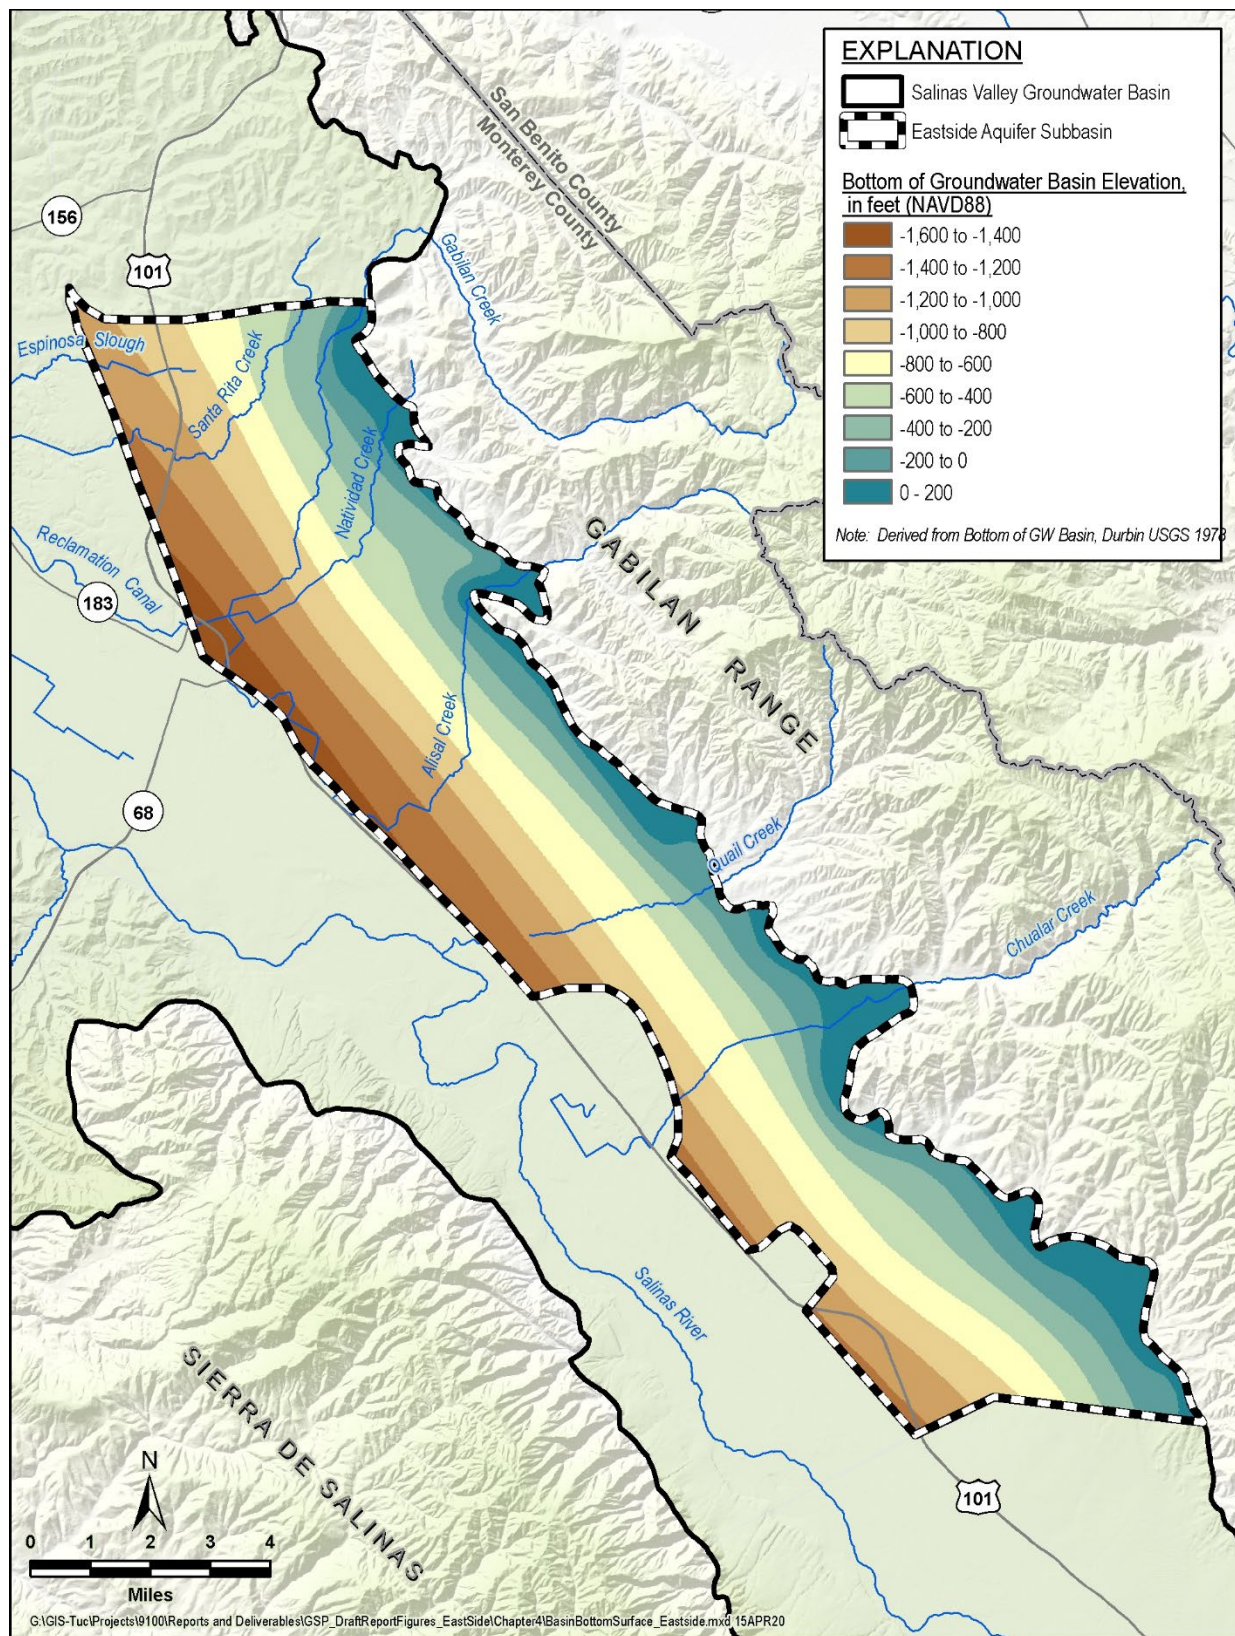 EXPLANATION
Salinas Valley Groundwater Basin
Eastside Aquifer Subbasin
Bottom of Groundwater Basin Elevation,
in feet (NAVD88)
-1,600 to -1,400
-1,400 to -1,200
-1,200 to -1,000
-1,000 to -800
-800 to -600
-600 to -400
-400 to -200
-200 to 0
0 - 200
Note: Derived from Bottom of GW Basin, Durbin USGS 1978
San Benito County
Monterey County
156
101
Gabilan Creek
Espinosa Slough
Santa Rita Creek
Natividad Creek
Reclamation Canal
183
GABILAN RANGE
Alisal Creek
68
Quail Creek
Chualar Creek
Salinas River
SIERRA DE SALINAS
101
N
0 1 2 3 4
Miles
G:\GIS-Tuc\Projects\9100\Reports and Deliverables\GSP_DraftReportFigures_EastSide\Chapter4\BasinBottomSurface_Eastside.mxd 15APR20